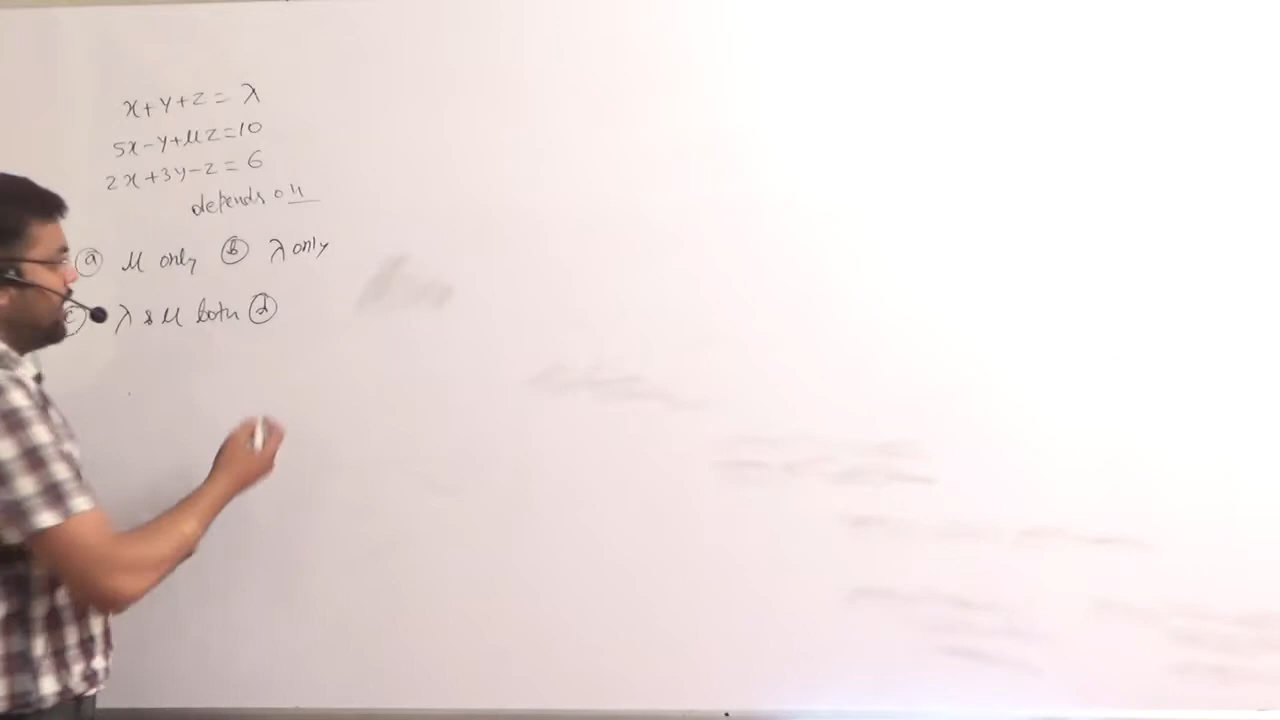 x+y+z=λ
5x-y+μz=10
2x+3y-z=6
depends on
ⓐ μ only ⓑ λ only
ⓒ λ & μ both ⓓ